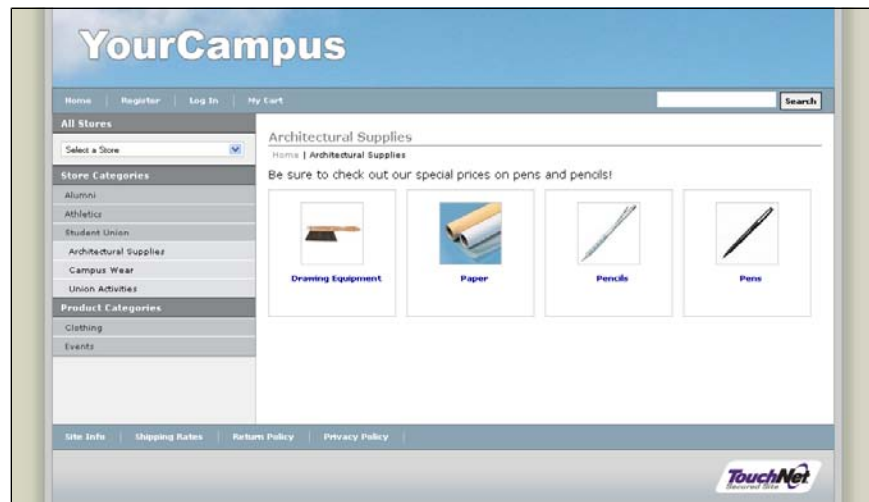 YourCampus
Home Register Log In My Cart Search
All Stores
Select a Store
Store Categories
Alumni
Athletics
Student Union
Architectural Supplies
Campus Wear
Union Activities
Product Categories
Clothing
Events
Architectural Supplies
Home | Architectural Supplies
Be sure to check out our special prices on pens and pencils!
Drawing Equipment Paper Pencils Pens
Site Info Shipping Rates Return Policy Privacy Policy
TouchNet
Secured Site